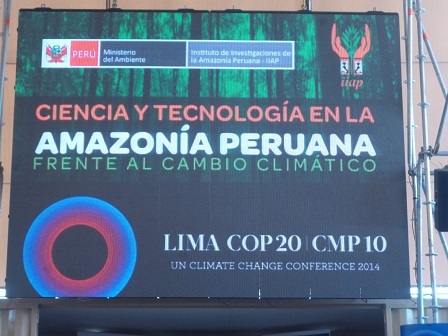 PERÚ
Ministerio
del Ambiente
Instituto de Investigaciones de
la Amazonía Peruana - IIAP
iiap
CIENCIA Y TECNOLOGÍA EN LA
AMAZONÍA PERUANA
FRENTE AL CAMBIO CLIMÁTICO
LIMA COP20 | CMP10
UN CLIMATE CHANGE CONFERENCE 2014